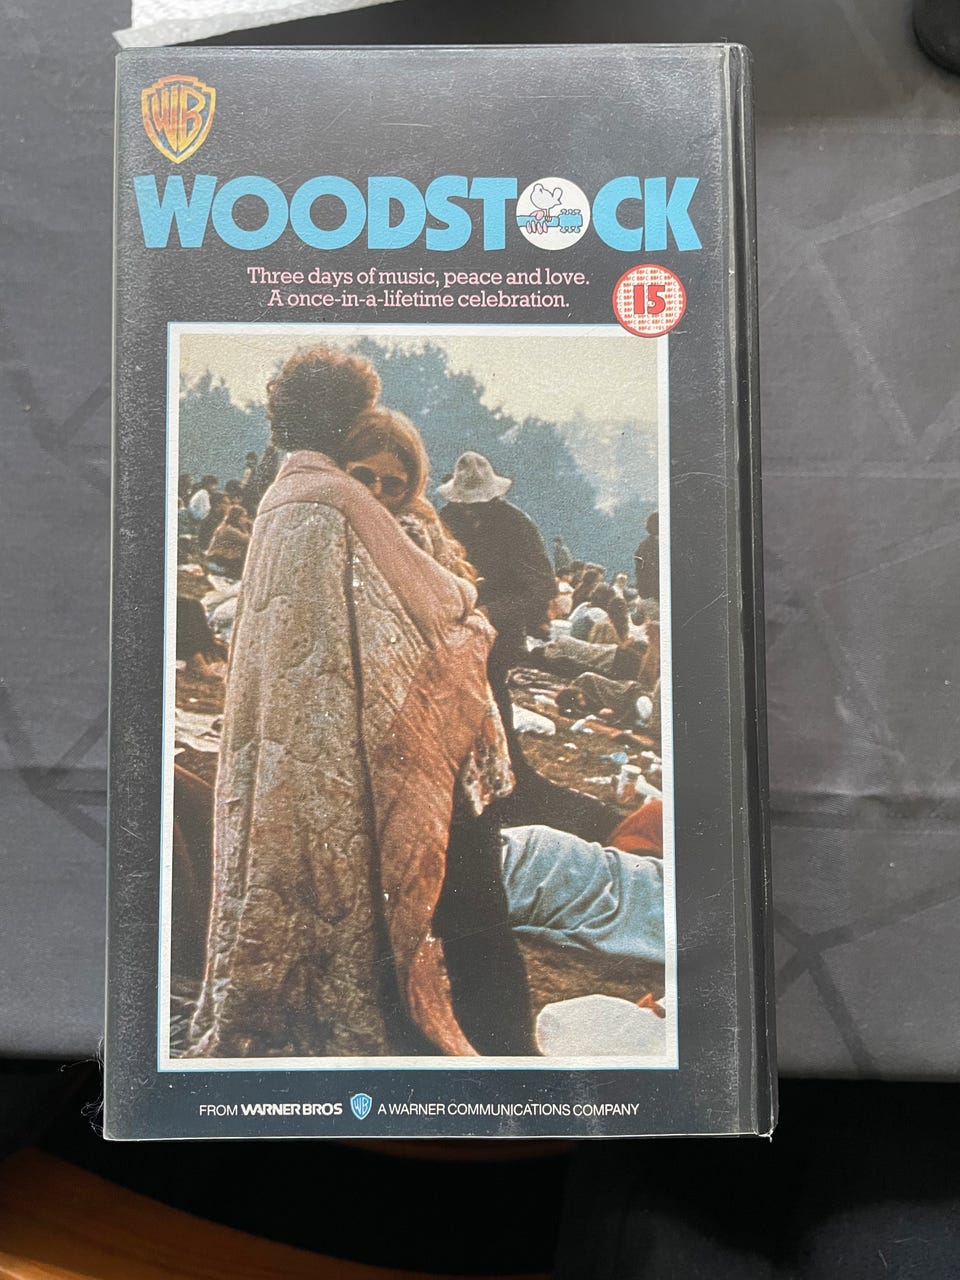 WB
WOODSTOCK
Three days of music, peace and love.
A once-in-a-lifetime celebration.
15
FROM WARNER BROS WB A WARNER COMMUNICATIONS COMPANY